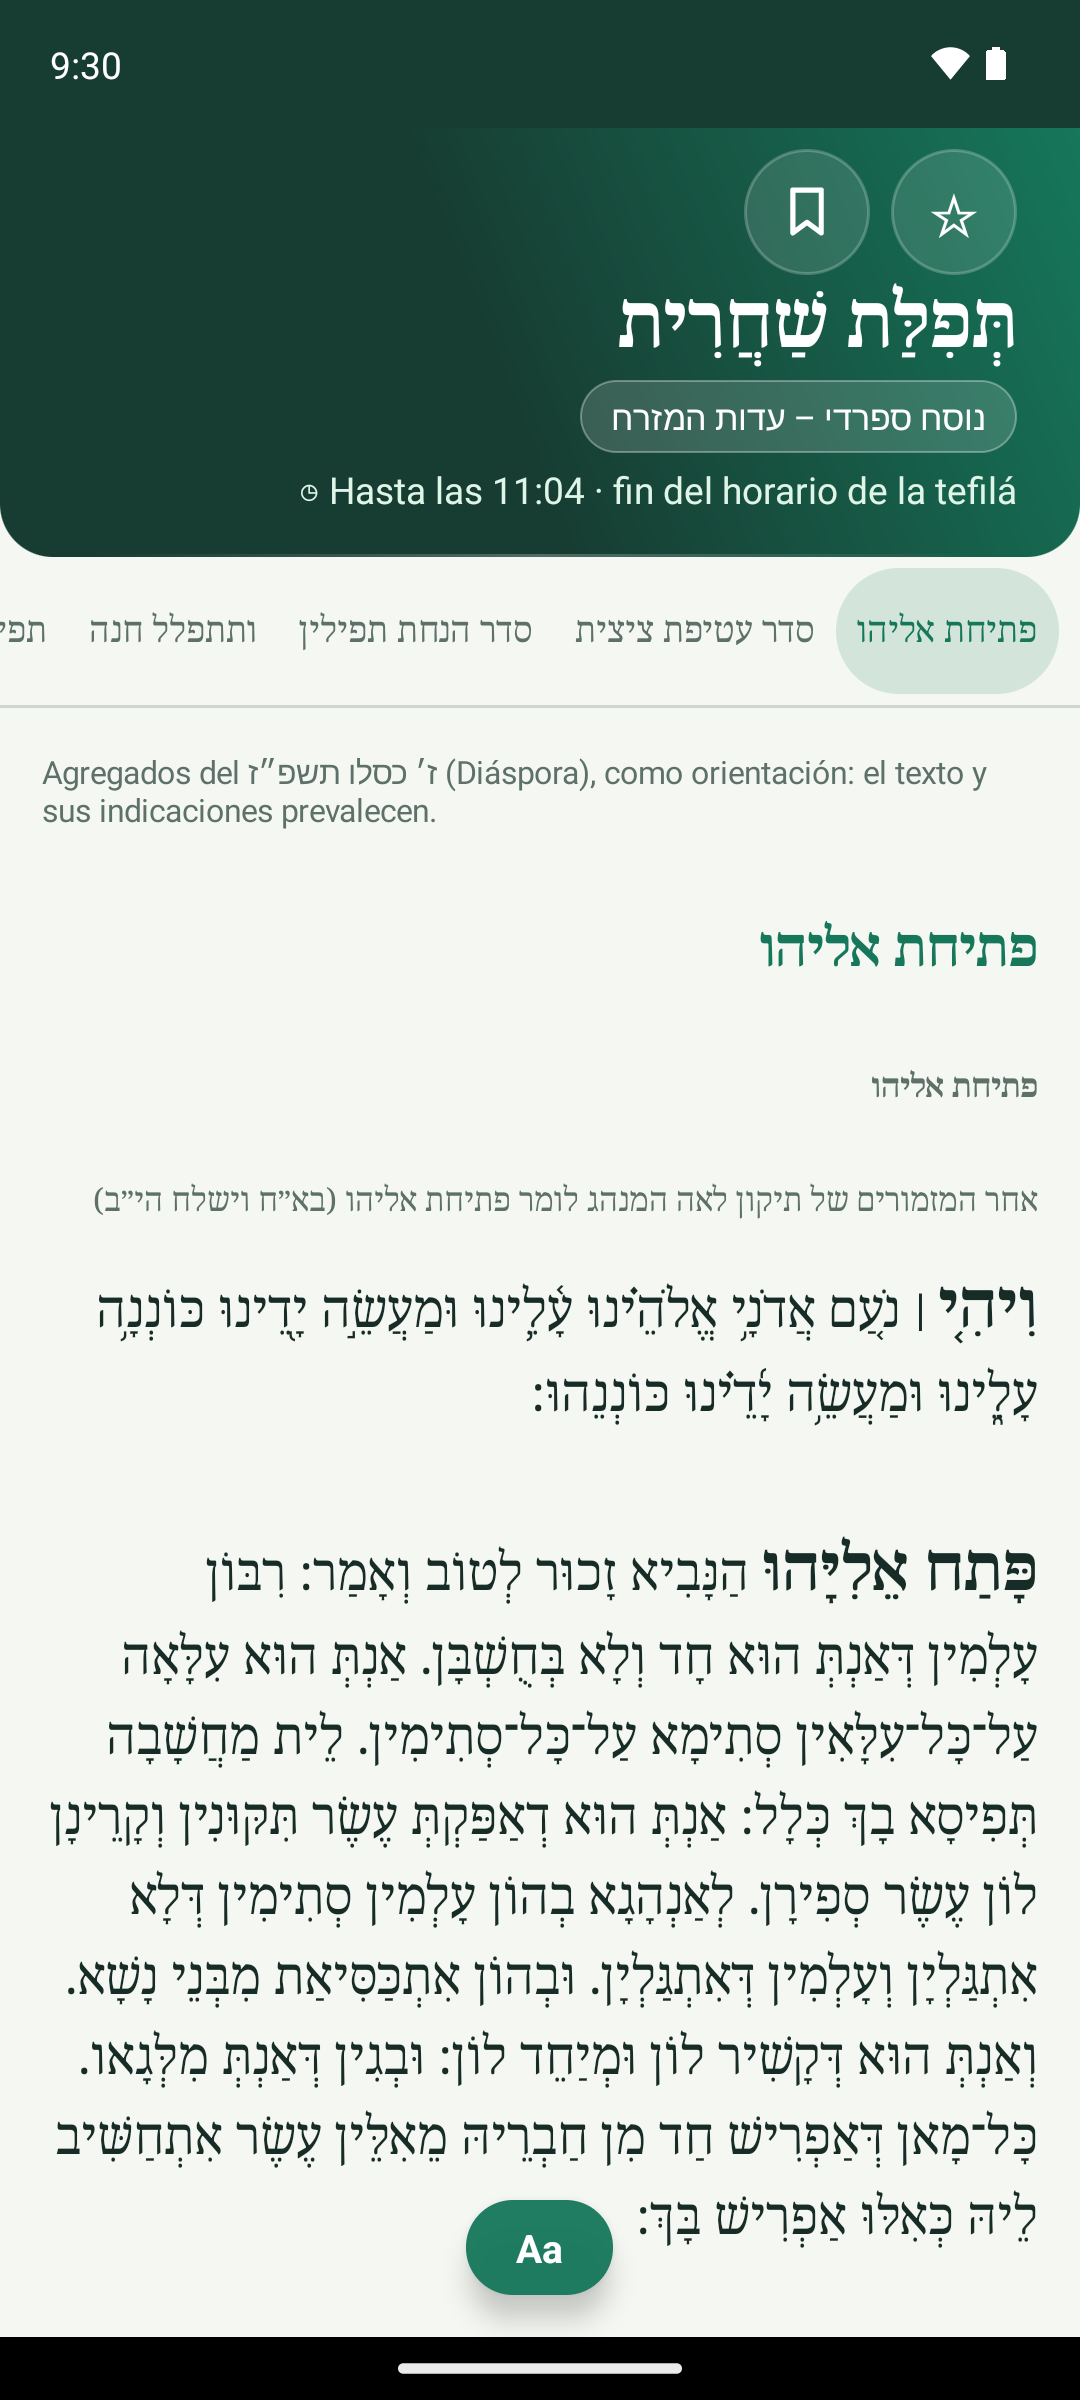 9:30
תְּפִלַּת שַׁחֲרִית
נוסח ספרדי – עדות המזרח
Hasta las 11:04 · fin del horario de la tefilá
פתיחת אליהו סדר עטיפת ציצית סדר הנחת תפילין ותתפלל חנה תפי
Agregados del ז׳ כסלו תשפ״ז (Diáspora), como orientación: el texto y
sus indicaciones prevalecen.
פתיחת אליהו
פתיחת אליהו
אחר המזמורים של תיקון לאה המנהג לומר פתיחת אליהו (בא״ח וישלח הי״ב)
וִיהִ֤י ׀ נֹ֤עַם אֲדֹנָ֥י אֱלֹהֵ֗ינוּ עָ֫לֵ֥ינוּ וּמַעֲשֵׂ֣ה יָ֭דֵינוּ כּוֹנְנָ֥ה
עָלֵ֑ינוּ וּמַעֲשֵׂ֥ה יָ֝דֵ֗ינוּ כּוֹנְנֵהוּ:
פָּתַח אֵלִיָּהוּ הַנָּבִיא זָכוּר לְטוֹב וְאָמַר: רִבּוֹן
עָלְמִין דְּאַנְתְּ הוּא חָד וְלָא בְּחֻשְׁבָּן. אַנְתְּ הוּא עִלָּאָה
עַל־כָּל־עִלָּאִין סְתִימָא עַל־כָּל־סְתִימִין. לֵית מַחֲשָׁבָה
תְּפִיסָא בָךְ כְּלָל: אַנְתְּ הוּא דְאַפַּקְתְּ עֶשֶׂר תִּקּוּנִין וְקָרֵינָן
לוֹן עֶשֶׂר סְפִירָן. לְאַנְהָגָא בְהוֹן עָלְמִין סְתִימִין דְּלָא
אִתְגַּלְיָן וְעָלְמִין דְּאִתְגַּלְיָן. וּבְהוֹן אִתְכַּסִּיאַת מִבְּנֵי נָשָׁא.
וְאַנְתְּ הוּא דְּקָשִׁיר לוֹן וּמְיַחֵד לוֹן: וּבְגִין דְּאַנְתְּ מִלְּגָאו.
כָּל־מָאן דְּאַפְרִישׁ חַד מִן חַבְרֵיהּ מֵאִלֵּין עֶשֶׂר אִתְחַשִּׁיב
לֵיהּ כְּאִלּוּ אַפְרִישׁ בָּךְ:
Aa